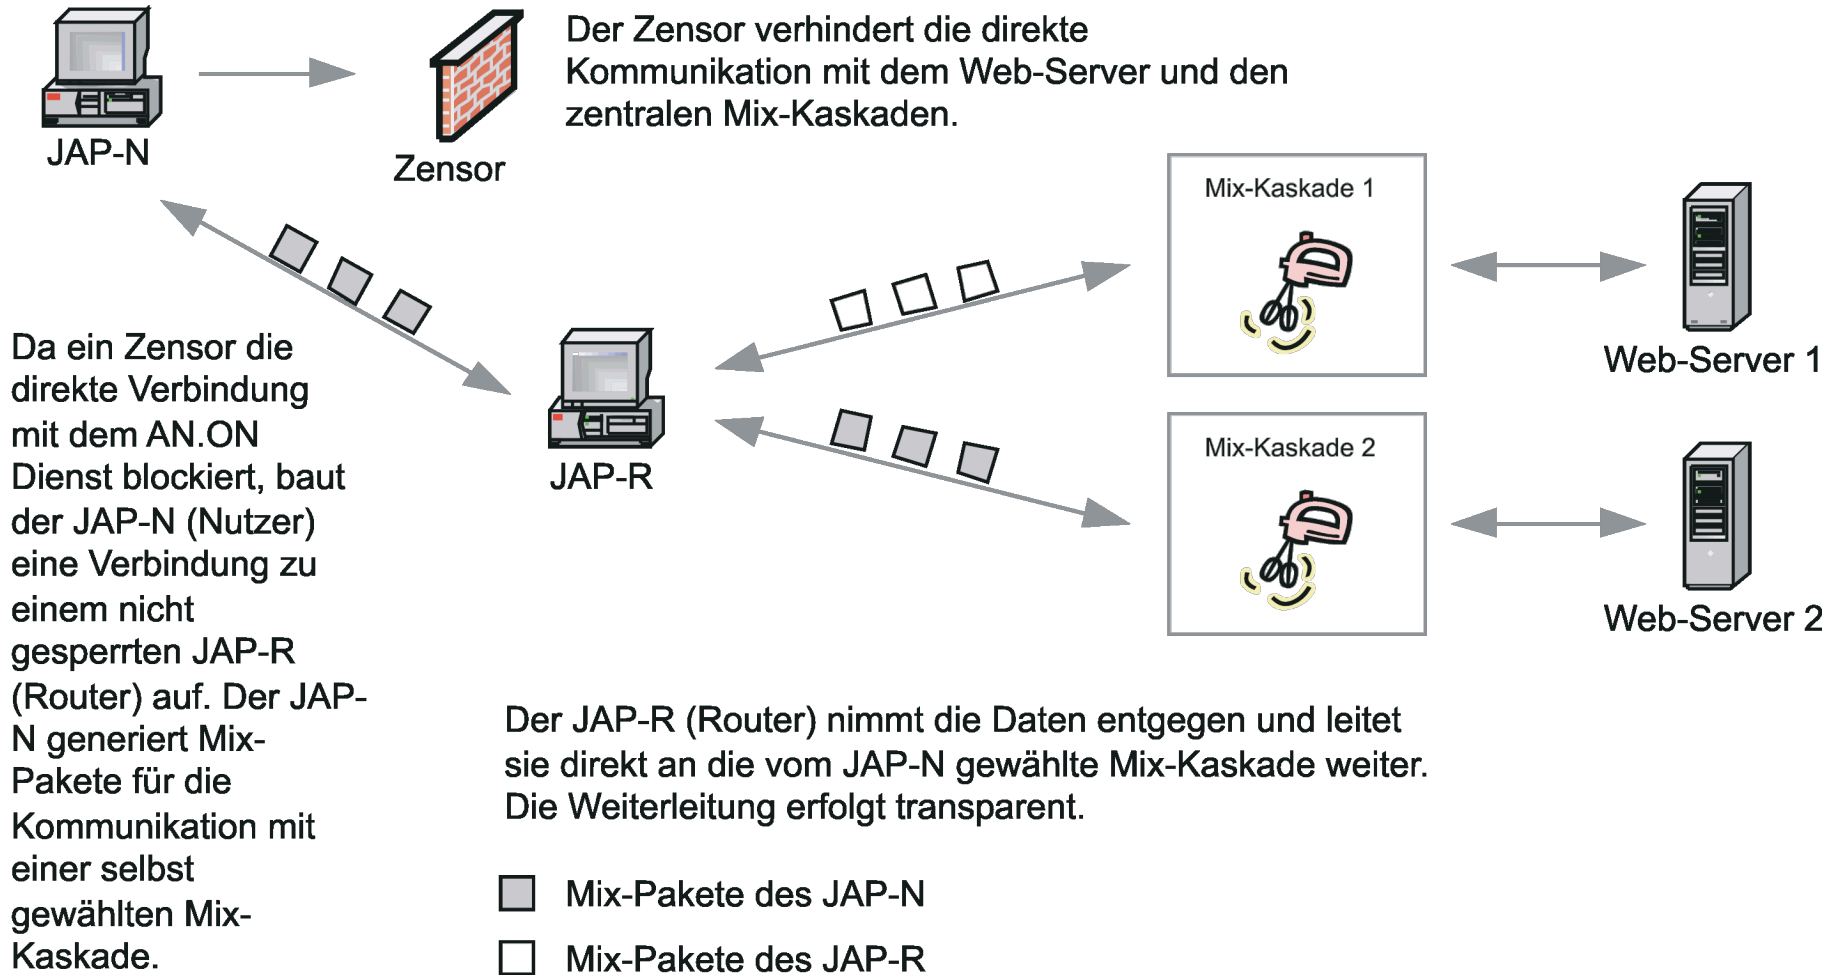 Der Zensor verhindert die direkte
Kommunikation mit dem Web-Server und den
zentralen Mix-Kaskaden.
JAP-N
Zensor
Mix-Kaskade 1
Web-Server 1
JAP-R
Mix-Kaskade 2
Web-Server 2
Da ein Zensor die
direkte Verbindung
mit dem AN.ON
Dienst blockiert, baut
der JAP-N (Nutzer)
eine Verbindung zu
einem nicht
gesperrten JAP-R
(Router) auf. Der JAP-
N generiert Mix-
Pakete für die
Kommunikation mit
einer selbst
gewählten Mix-
Kaskade.
Der JAP-R (Router) nimmt die Daten entgegen und leitet
sie direkt an die vom JAP-N gewählte Mix-Kaskade weiter.
Die Weiterleitung erfolgt transparent.
Mix-Pakete des JAP-N
Mix-Pakete des JAP-R